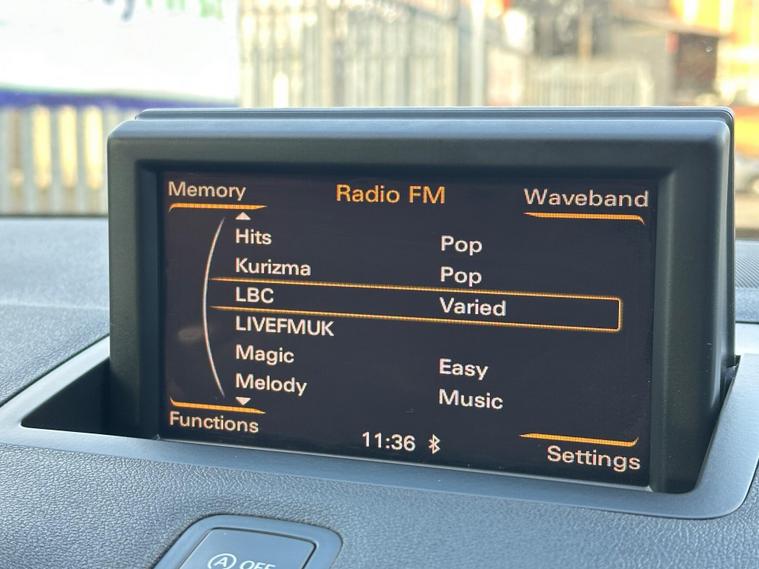 Memory Radio FM Waveband
Hits Pop
Kurizma Pop
LBC Varied
LIVEFMUK
Magic Easy
Melody Music
Functions 11:36 Settings
A OFF